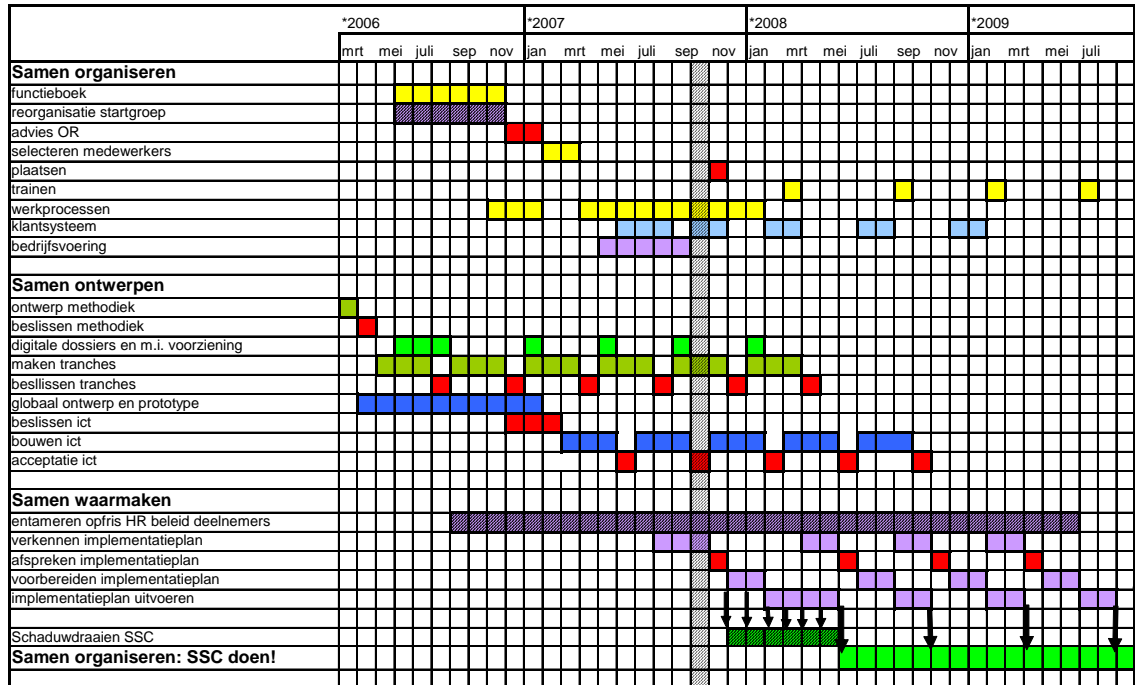 *2006 *2007 *2008 *2009
mrt mei juli sep nov jan mrt mei juli sep nov jan mrt mei juli sep nov jan mrt mei juli
Samen organiseren
functieboek
reorganisatie startgroep
advies OR
selecteren medewerkers
plaatsen
trainen
werkprocessen
klantsysteem
bedrijfsvoering
Samen ontwerpen
ontwerp methodiek
beslissen methodiek
digitale dossiers en m.i. voorziening
maken tranches
besllissen tranches
globaal ontwerp en prototype
beslissen ict
bouwen ict
acceptatie ict
Samen waarmaken
entameren opfris HR beleid deelnemers
verkennen implementatieplan
afspreken implementatieplan
voorbereiden implementatieplan
implementatieplan uitvoeren
Schaduwdraaien SSC
Samen organiseren: SSC doen!